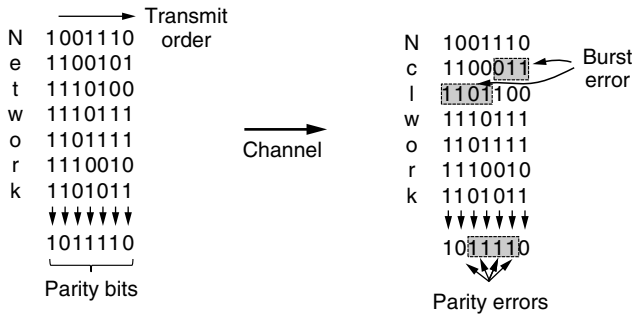 Transmit order
N 1001110
e 1100101
t 1110100
w 1110111
o 1101111
r 1110010
k 1101011
1011110
Parity bits
Channel
N 1001110
c 1100011
l 1101100
w 1110111
o 1101111
r 1110010
k 1101011
1011110
Parity errors
Burst error